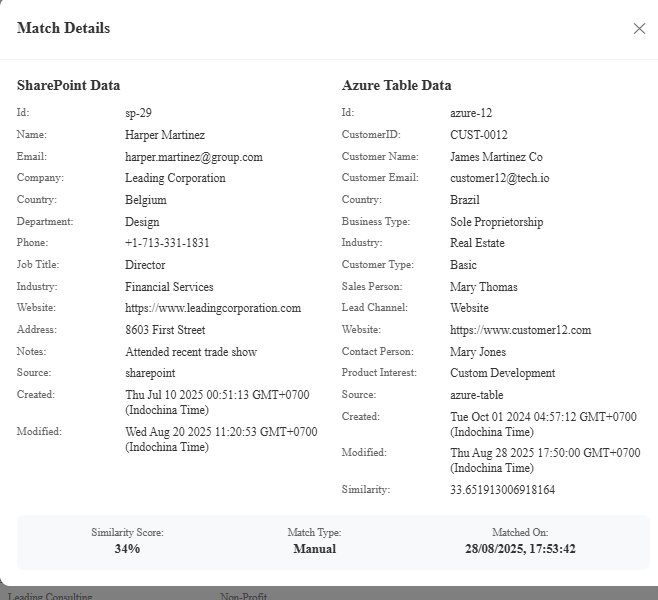 Match Details
SharePoint Data
Id: sp-29
Name: Harper Martinez
Email: harper.martinez@group.com
Company: Leading Corporation
Country: Belgium
Department: Design
Phone: +1-713-331-1831
Job Title: Director
Industry: Financial Services
Website: https://www.leadingcorporation.com
Address: 8603 First Street
Notes: Attended recent trade show
Source: sharepoint
Created: Thu Jul 10 2025 00:51:13 GMT+0700
(Indochina Time)
Modified: Wed Aug 20 2025 11:20:53 GMT+0700
(Indochina Time)
Azure Table Data
Id: azure-12
CustomerID: CUST-0012
Customer Name: James Martinez Co
Customer Email: customer12@tech.io
Country: Brazil
Business Type: Sole Proprietorship
Industry: Real Estate
Customer Type: Basic
Sales Person: Mary Thomas
Lead Channel: Website
Website: https://www.customer12.com
Contact Person: Mary Jones
Product Interest: Custom Development
Source: azure-table
Created: Tue Oct 01 2024 04:57:12 GMT+0700
(Indochina Time)
Modified: Thu Aug 28 2025 17:50:00 GMT+0700
(Indochina Time)
Similarity: 33.651913006918164
Similarity Score: Match Type: Matched On:
34% Manual 28/08/2025, 17:53:42
Leading Consulting Non-Profit